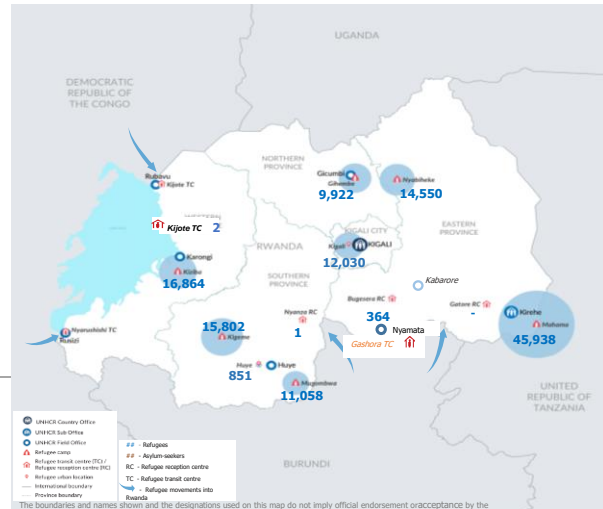 UGANDA
DEMOCRATIC
REPUBLIC OF
THE CONGO
Rubavu
Kijote TC
NORTHERN
PROVINCE
Gicumbi
Gihembe
9,922
Nyabiheke
14,550
Kijote TC 2
KIGALI CITY
Kigali
KIGALI
12,030
EASTERN
PROVINCE
RWANDA
Karongi
Kiziba
16,864
SOUTHERN
PROVINCE
Kabarore
Bugesera RC
364
Nyamata
Gashora TC
Gatore RC
-
Kirehe
Mahama
45,938
Nyanza RC
1
15,802
Kigeme
Nyarushishi TC
Rusizi
Huye
Huye
851
Mugombwa
11,058
UNITED
REPUBLIC OF
TANZANIA
BURUNDI
UNHCR Country Office
UNHCR Sub Office
UNHCR Field Office
Refugee camp
Refugee transit centre (TC) /
Refugee reception centre (RC)
Refugee urban location
International boundary
Province boundary
## - Refugees
## - Asylum-seekers
RC - Refugee reception centre
TC - Refugee transit centre
- Refugee movements into
Rwanda
The boundaries and names shown and the designations used on this map do not imply official endorsement oracceptance by the